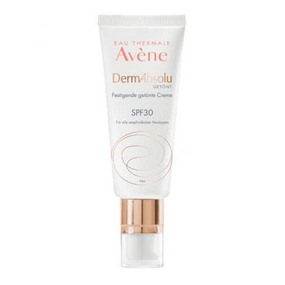 EAU THERMALE
Avène
DermAbsolu
GETÖNT
Festigende getönte Creme
SPF30
Für alle empfindlichen Hauttypen